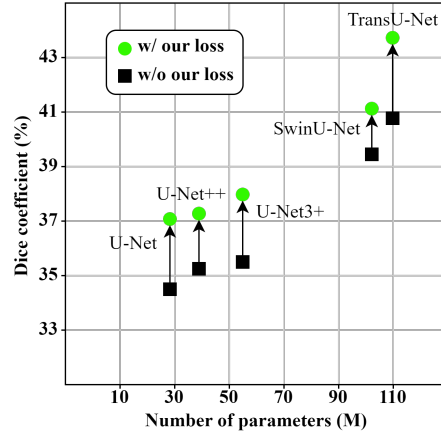 TransU-Net
w/ our loss
w/o our loss
43
41
SwinU-Net
39
U-Net++
37
U-Net
U-Net3+
35
33
Dice coefficient (%)
10 30 50 70 90 110
Number of parameters (M)